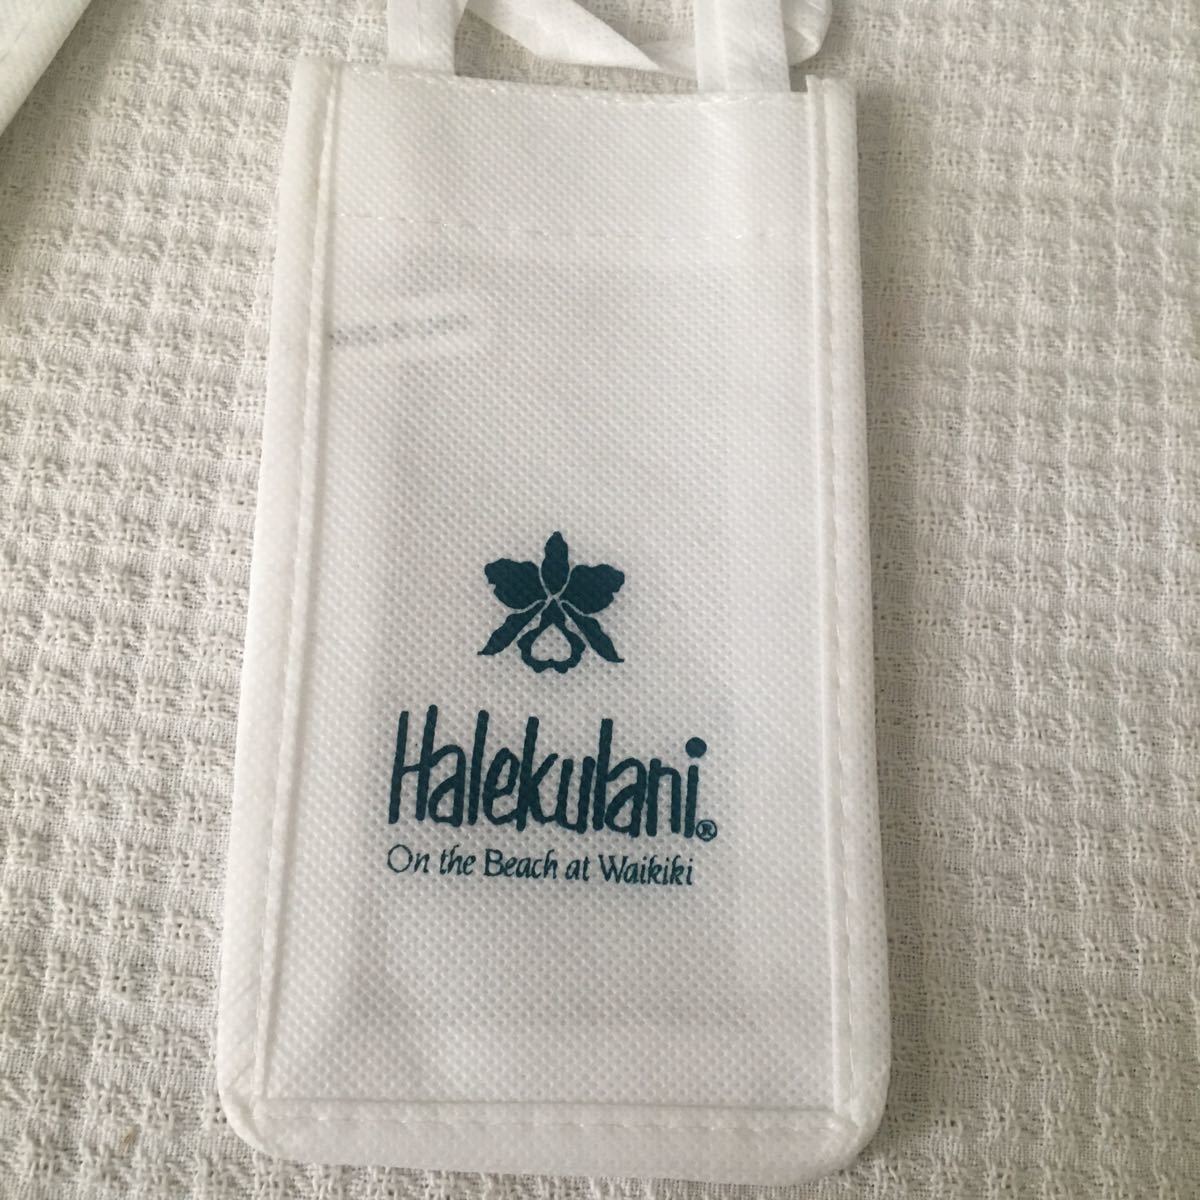 Halekulani®
On the Beach at Waikiki